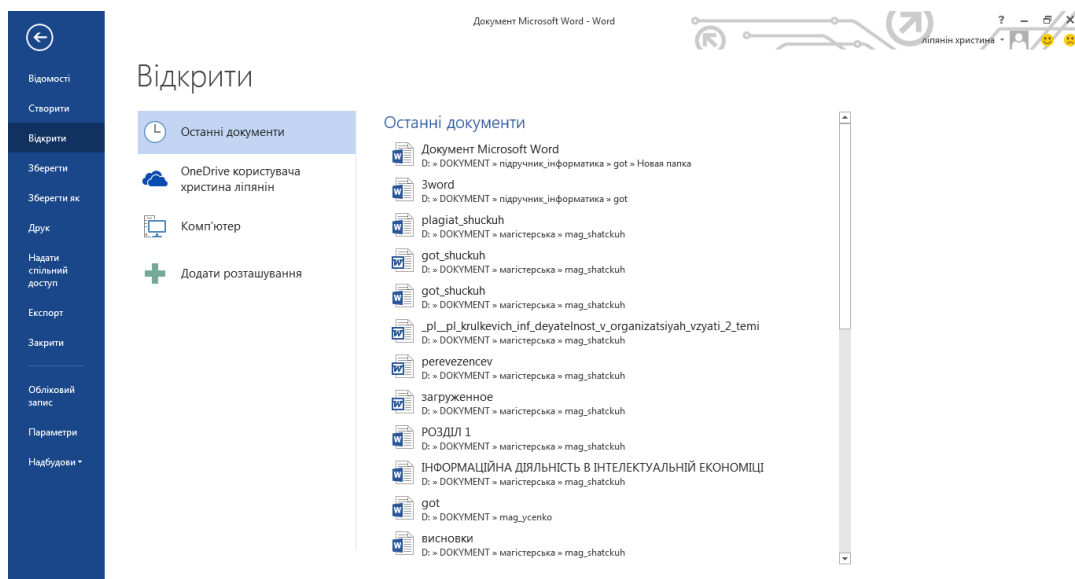 Документ Microsoft Word - Word
?
ліпянін христина
Відомості
Створити
Відкрити
Зберегти
Зберегти як
Друк
Надати
спільний
доступ
Експорт
Закрити
Обліковий
запис
Параметри
Надбудови
Відкрити
Останні документи
OneDrive користувача
христина ліпянін
Комп'ютер
Додати розташування
Останні документи
Документ Microsoft Word
D: » DOKYMENT » підручник_інформатика » got » Новая папка
3word
D: » DOKYMENT » підручник_інформатика » got
plagiat_shuckuh
D: » DOKYMENT » магістерська » mag_shatckuh
got_shuckuh
D: » DOKYMENT » магістерська » mag_shatckuh
got_shuckuh
D: » DOKYMENT » магістерська » mag_shatckuh
_pl__pl_krulkevich_inf_deyatelnost_v_organizatsiyah_vzyati_2_temi
D: » DOKYMENT » магістерська » mag_shatckuh
perevezencev
D: » DOKYMENT » магістерська » mag_shatckuh
загруженное
D: » DOKYMENT » магістерська » mag_shatckuh
РОЗДІЛ 1
D: » DOKYMENT » магістерська » mag_shatckuh
ІНФОРМАЦІЙНА ДІЯЛЬНІСТЬ В ІНТЕЛЕКТУАЛЬНІЙ ЕКОНОМІЦІ
D: » DOKYMENT » магістерська » mag_shatckuh
got
D: » DOKYMENT » mag_ycenko
висновки
D: » DOKYMENT » магістерська » mag_shatckuh